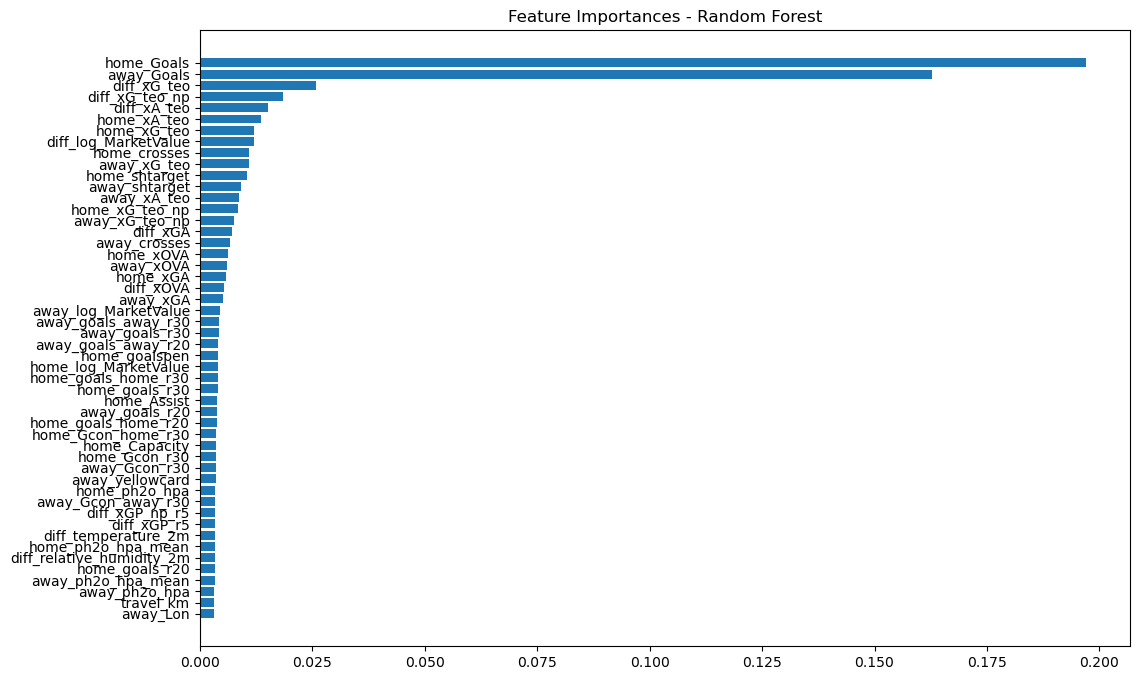 Feature Importances - Random Forest
home_Goals
away_Goals
diff_xG_teo
diff_xG_teo_np
diff_xA_teo
home_xA_teo
home_xG_teo
diff_log_MarketValue
home_crosses
away_xG_teo
home_shtarget
away_shtarget
away_xA_teo
home_xG_teo_np
away_xG_teo_np
diff_xGA
away_crosses
home_xOVA
away_xOVA
home_xGA
diff_xOVA
away_xGA
away_log_MarketValue
away_goals_away_r30
away_goals_r30
away_goals_away_r20
home_goalspen
home_log_MarketValue
home_goals_home_r30
home_goals_r30
home_Assist
away_goals_r20
home_goals_home_r20
home_Gcon_home_r30
home_Capacity
home_Gcon_r30
away_Gcon_r30
away_yellowcard
home_ph2o_hpa
away_Gcon_away_r30
diff_xGP_np_r5
diff_xGP_r5
diff_temperature_2m
home_ph2o_hpa_mean
diff_relative_humidity_2m
home_goals_r20
away_ph2o_hpa_mean
away_ph2o_hpa
travel_km
away_Lon
0.000 0.025 0.050 0.075 0.100 0.125 0.150 0.175 0.200